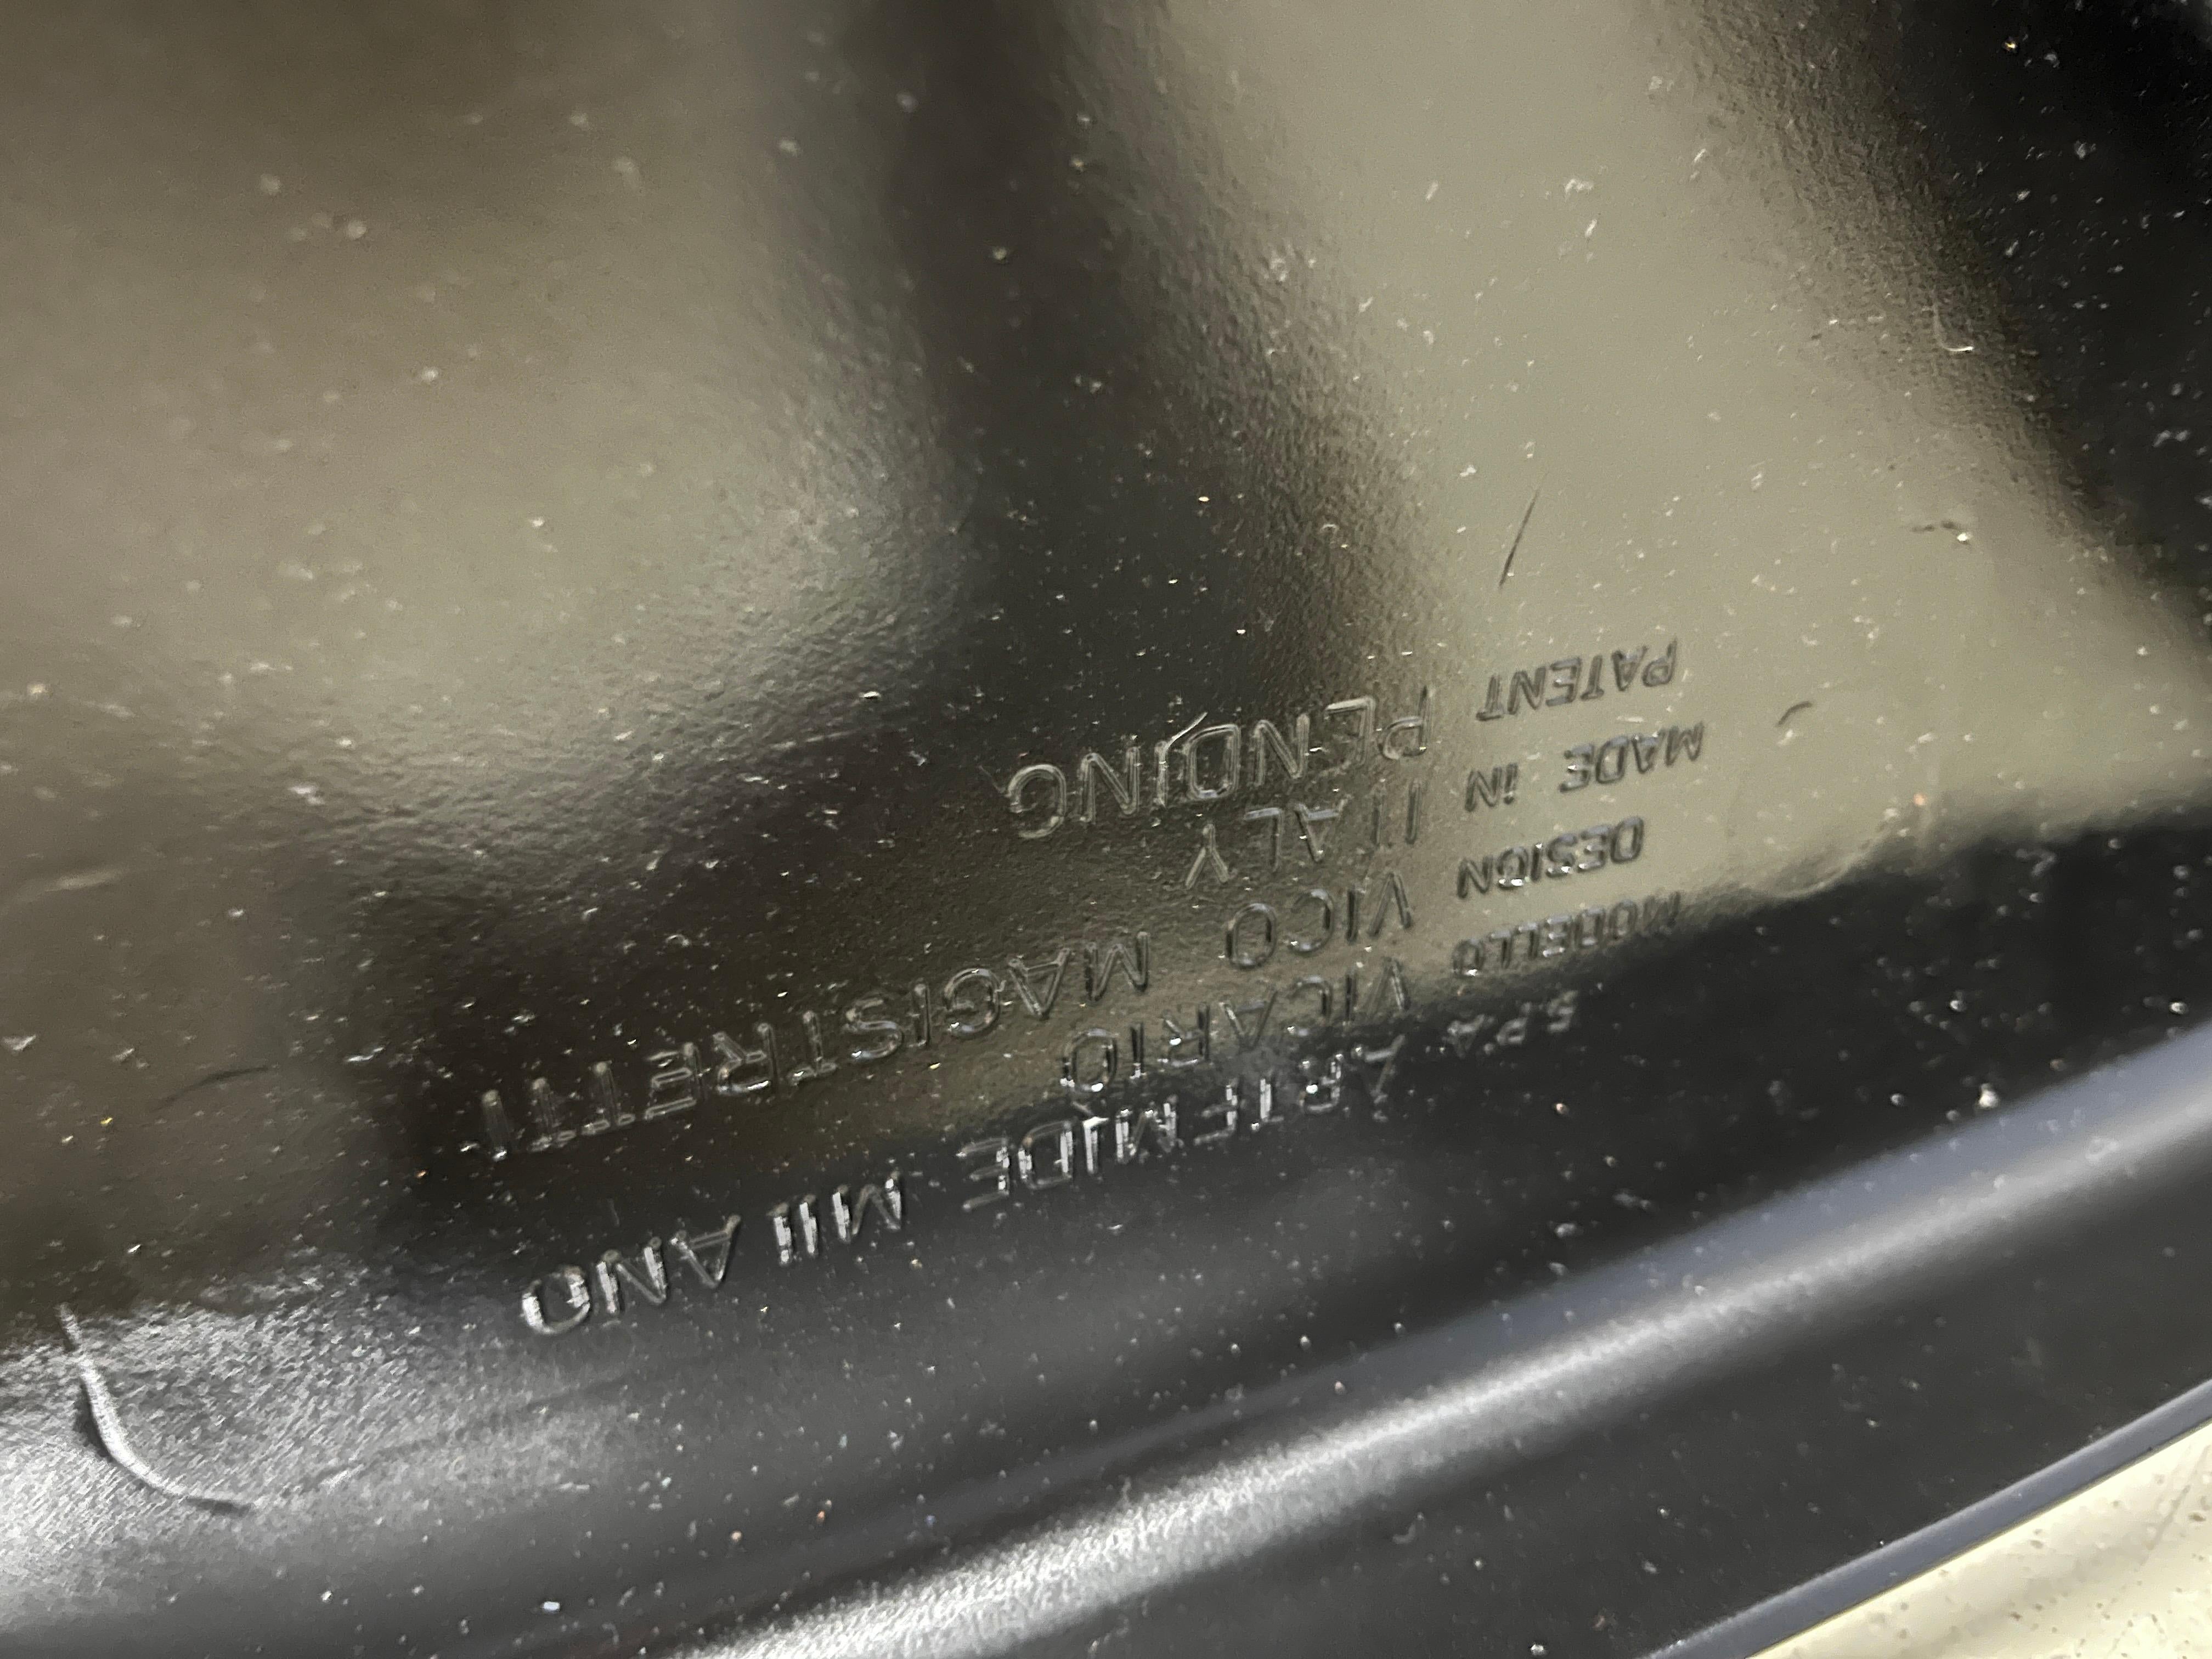 S.P.A. ARTEMIDE MILANO
MODELLO VICARIO
DESIGN VICO MAGISTRETTI
MADE IN ITALY
PATENT PENDING